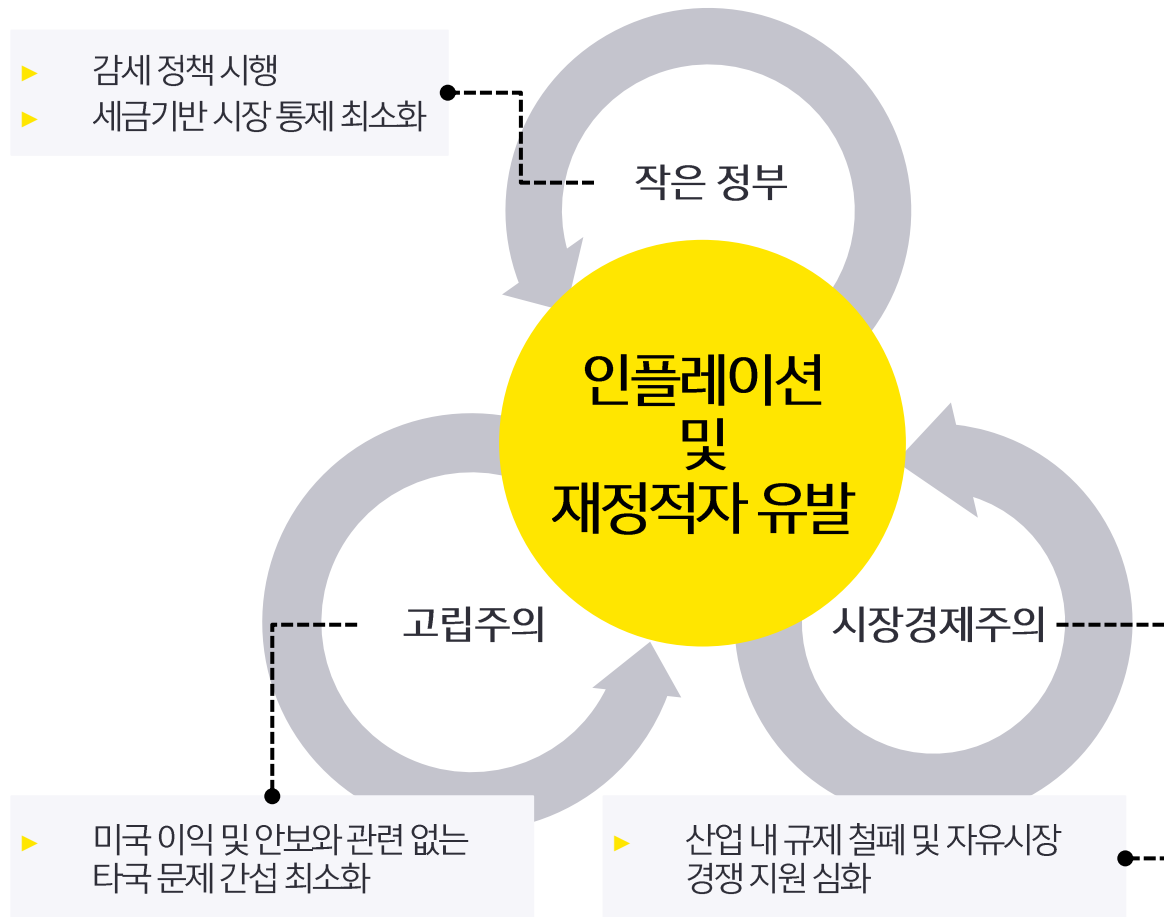 감세 정책 시행
세금기반 시장 통제 최소화
작은 정부
인플레이션
및
재정적자 유발
고립주의
시장경제주의
미국 이익 및 안보와 관련 없는
타국 문제 간섭 최소화
산업 내 규제 철폐 및 자유시장
경쟁 지원 심화